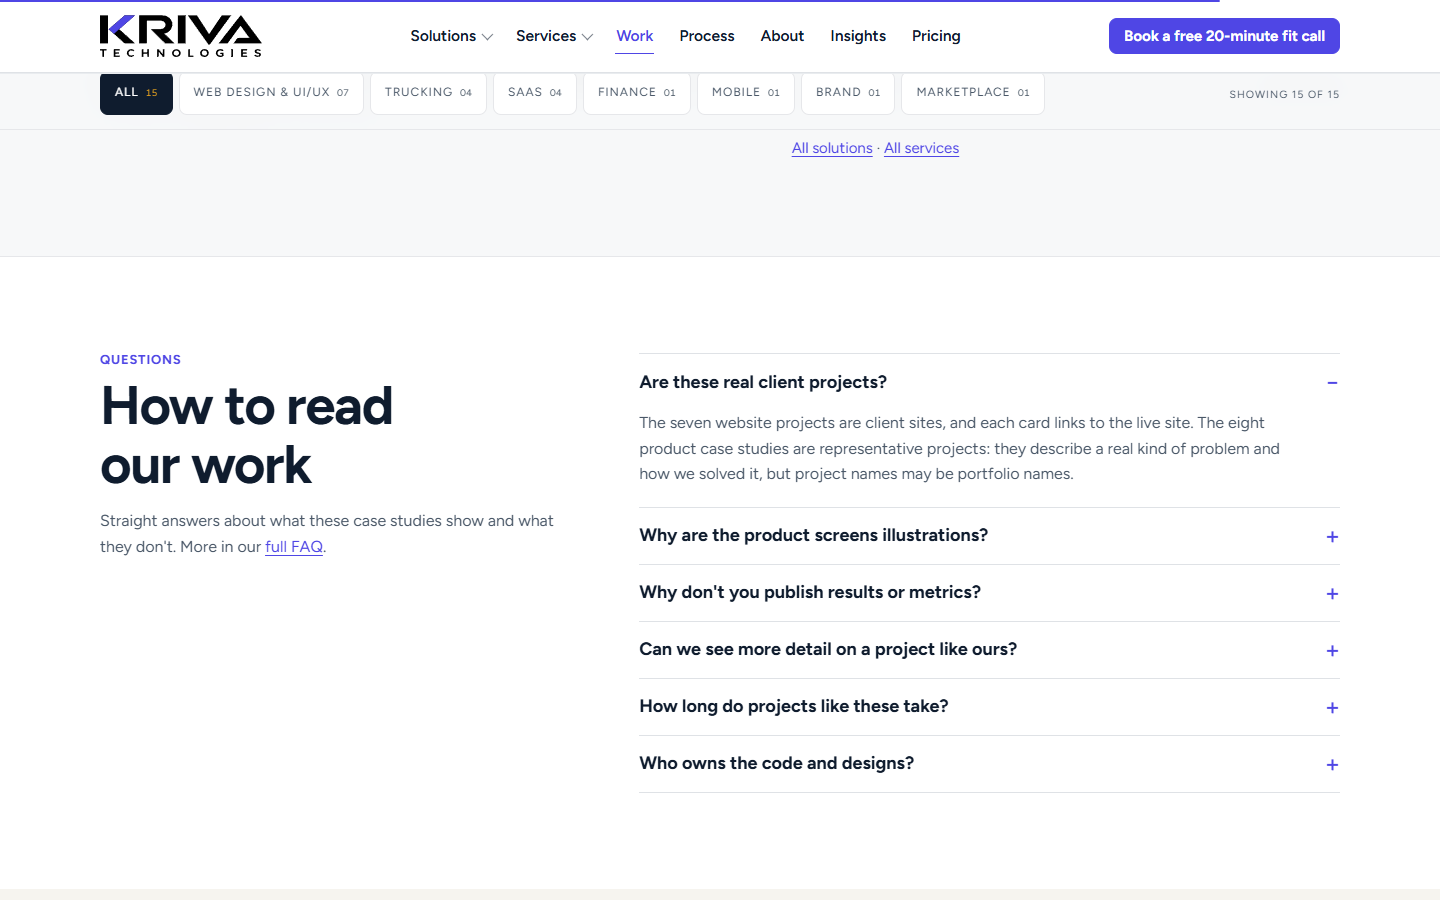 KRIVA
TECHNOLOGIES
Solutions
Services
Work
Process
About
Insights
Pricing
Book a free 20-minute fit call
ALL 15
WEB DESIGN & UI/UX 07
TRUCKING 04
SAAS 04
FINANCE 01
MOBILE 01
BRAND 01
MARKETPLACE 01
SHOWING 15 OF 15
All solutions · All services
QUESTIONS
How to read
our work
Straight answers about what these case studies show and what
they don't. More in our full FAQ.
Are these real client projects? −
The seven website projects are client sites, and each card links to the live site. The eight
product case studies are representative projects: they describe a real kind of problem and
how we solved it, but project names may be portfolio names.
Why are the product screens illustrations? +
Why don't you publish results or metrics? +
Can we see more detail on a project like ours? +
How long do projects like these take? +
Who owns the code and designs? +